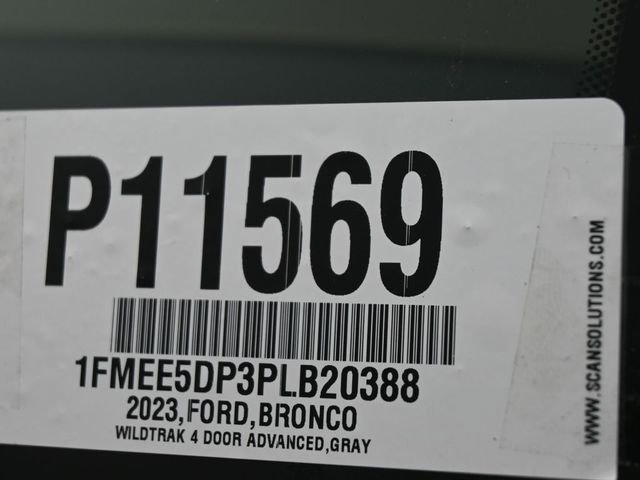 P11569
1FMEE5DP3PLB20388
2023,FORD,BRONCO
WILDTRAK 4 DOOR ADVANCED,GRAY
WWW.SCANSOLUTIONS.COM